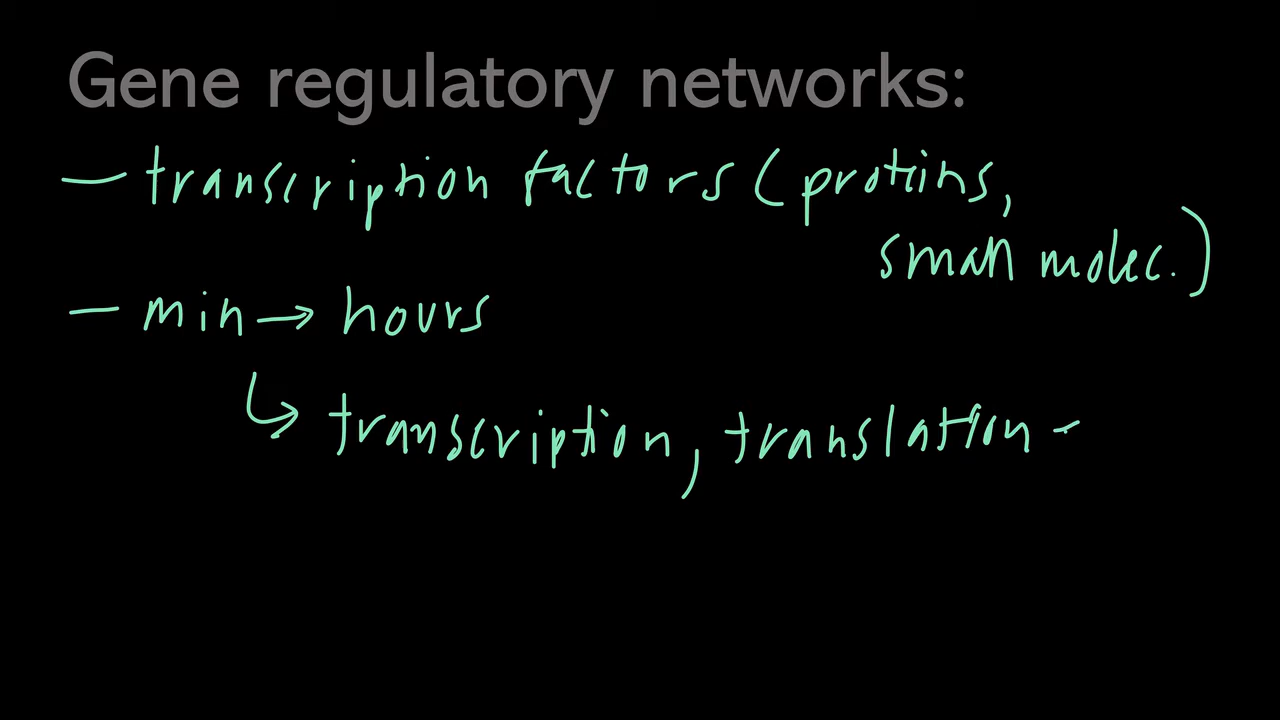 Gene regulatory networks:
— transcription factors (proteins,
small molec.)
— min → hours
↳ transcription, translation -